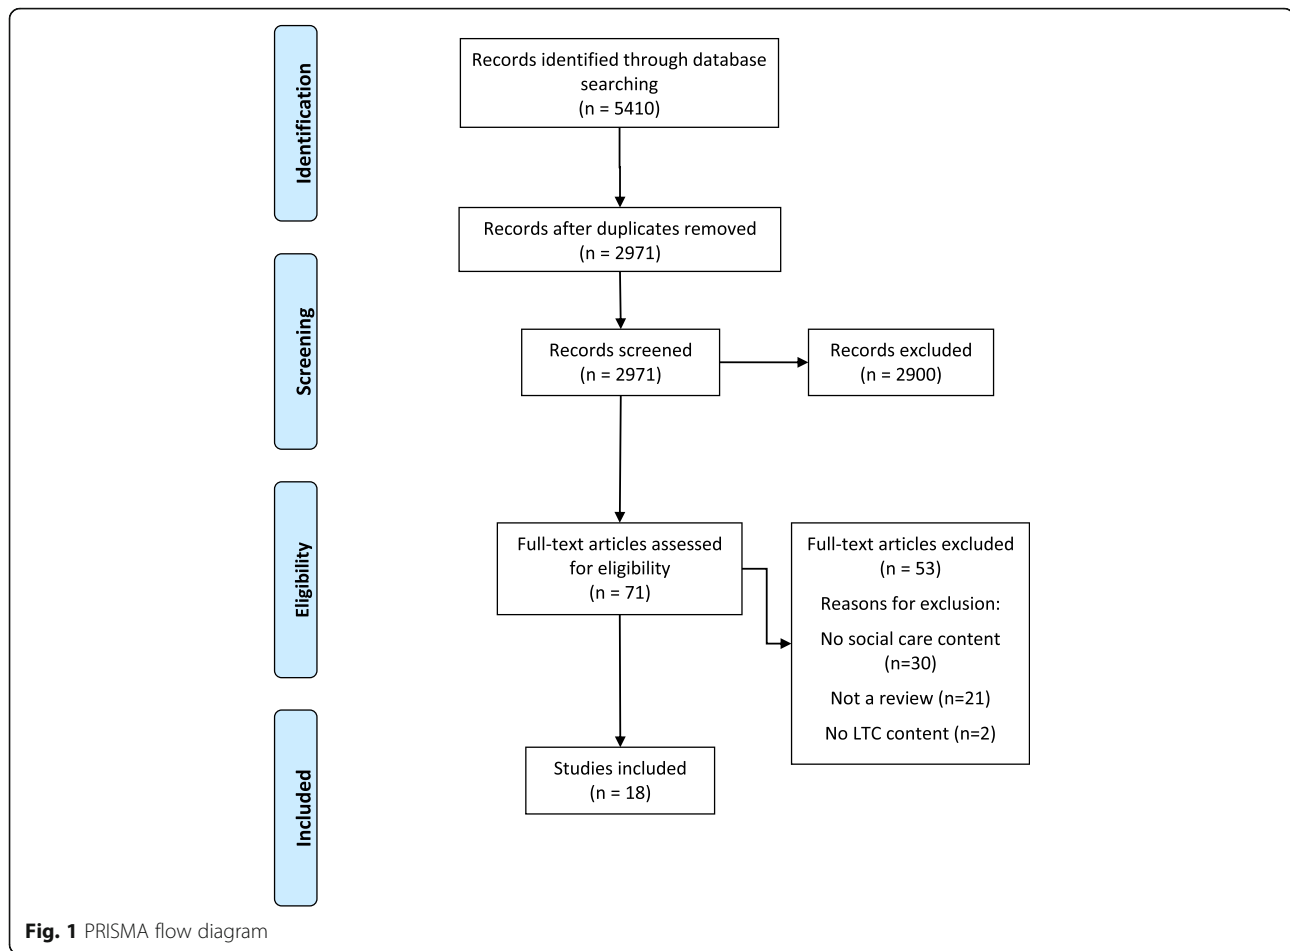 Identification
Records identified through database
searching
(n = 5410)
Records after duplicates removed
(n = 2971)
Screening
Records screened
(n = 2971)
Records excluded
(n = 2900)
Eligibility
Full-text articles assessed
for eligibility
(n = 71)
Full-text articles excluded
(n = 53)
Reasons for exclusion:
No social care content
(n=30)
Not a review (n=21)
No LTC content (n=2)
Included
Studies included
(n = 18)
Fig. 1 PRISMA flow diagram